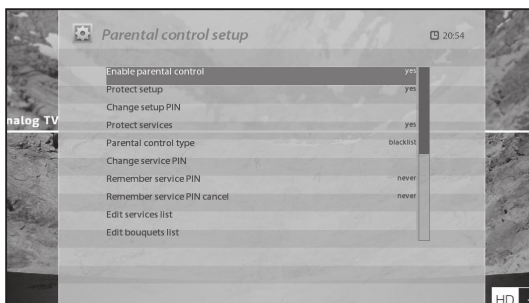 Parental control setup
20:54
Enable parental control yes
Protect setup yes
Change setup PIN
nalog TV
Protect services yes
Parental control type blacklist
Change service PIN
Remember service PIN never
Remember service PIN cancel never
Edit services list
Edit bouquets list
HD